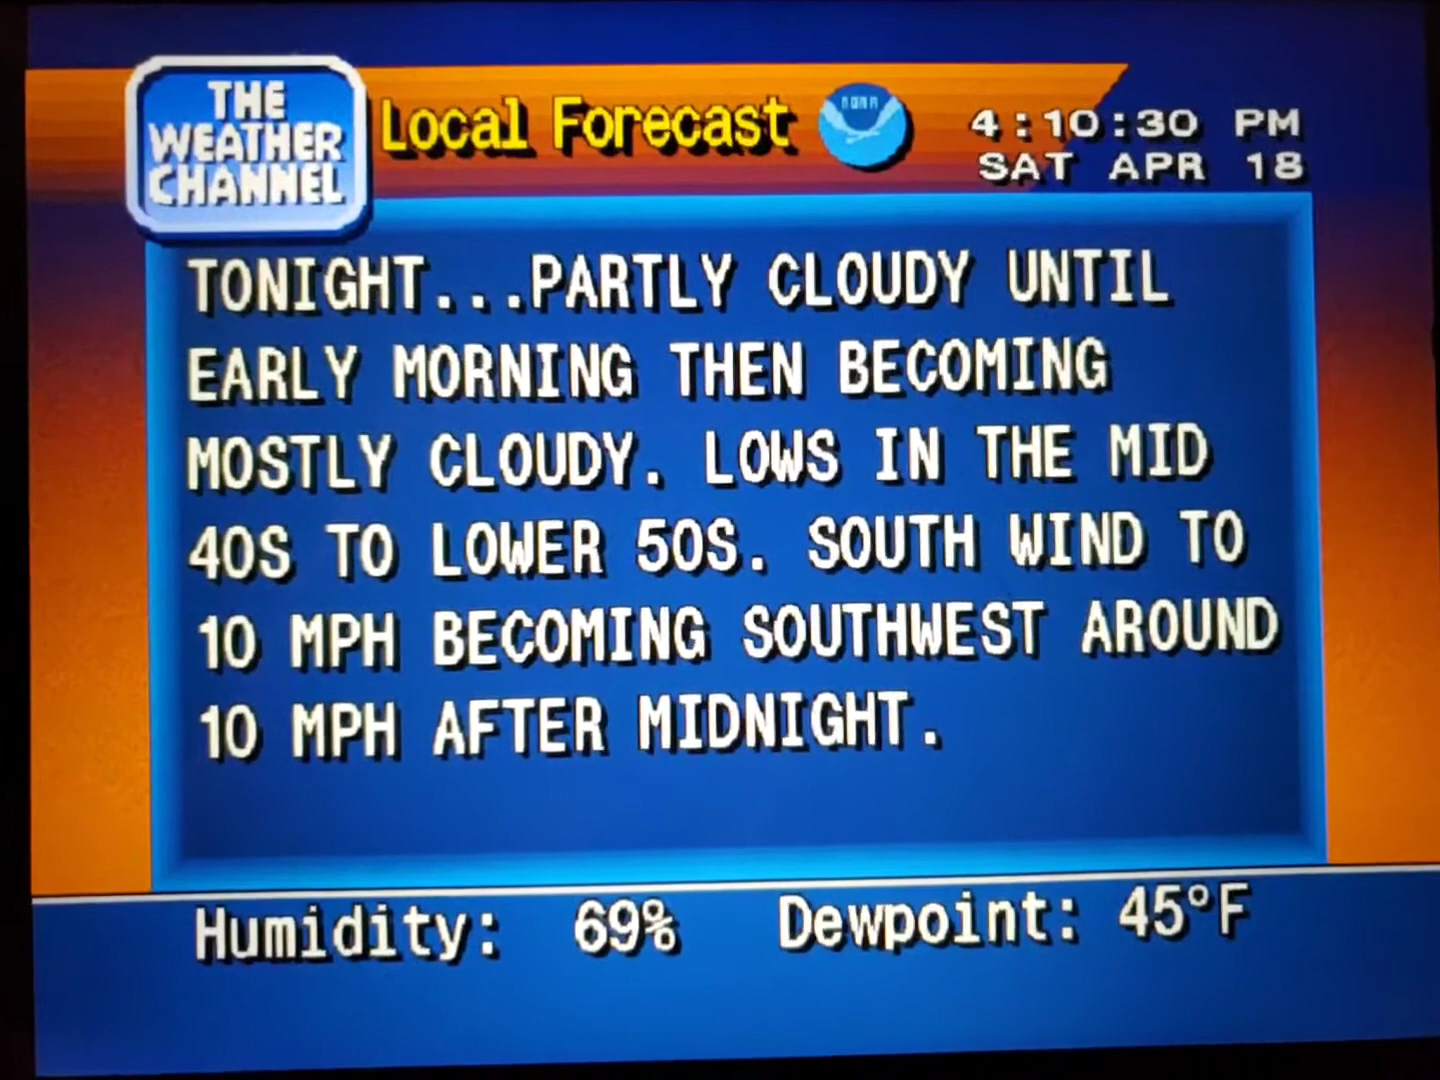 THE
WEATHER
CHANNEL
Local Forecast
NOAA
4:10:30 PM
SAT APR 18
TONIGHT...PARTLY CLOUDY UNTIL
EARLY MORNING THEN BECOMING
MOSTLY CLOUDY. LOWS IN THE MID
40S TO LOWER 50S. SOUTH WIND TO
10 MPH BECOMING SOUTHWEST AROUND
10 MPH AFTER MIDNIGHT.
Humidity: 69% Dewpoint: 45°F